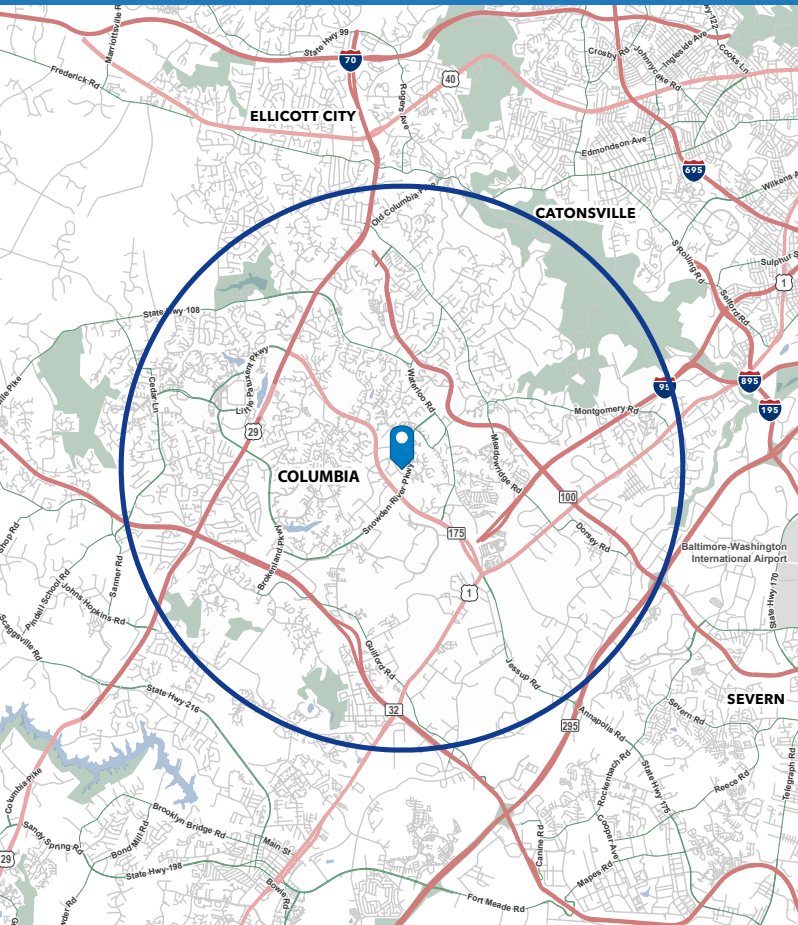 State Hwy 99
Marriottsville R
wy-122
Ingleside Ave
Cooks Ln
Crosby Rd
Johnnycake Rd
70
40
Frederick Rd
Rogers Ave
ELLICOTT CITY
Edmondson Ave
695
Wilkens A
Old Columbia Pike
CATONSVILLE
S Rolling Rd
Sulphur S
1
Selford Rd
State Hwy 108
Little Patuxent Pkwy
ille Pike
Cedar Ln
Waterloo Rd
95
895
195
Montgomery Rd
29
Meadowridge Rd
COLUMBIA
Snowden River Pkwy
100
175
Dorsey Rd
Brokenland Pkwy
Shop Rd
Baltimore-Washington
International Airport
Sanner Rd
Pindell School Rd
Johns Hopkins Rd
1
State Hwy 170
Scaggsville Rd
Guilford Rd
Jessup Rd
State Hwy 216
32
SEVERN
Severn Rd
295
Annapolis Rd
Rockenbach Rd
State Hwy 175
Reece Rd
Telegraph Rd
Columbia Pike
Brooklyn Bridge Rd
Sandy Spring Rd
Bond Mill Rd
Main St
Canine Rd
Cooper Ave
29
State Hwy 198
Mapes Rd
Bowie Rd
Fort Meade Rd
wder Rd